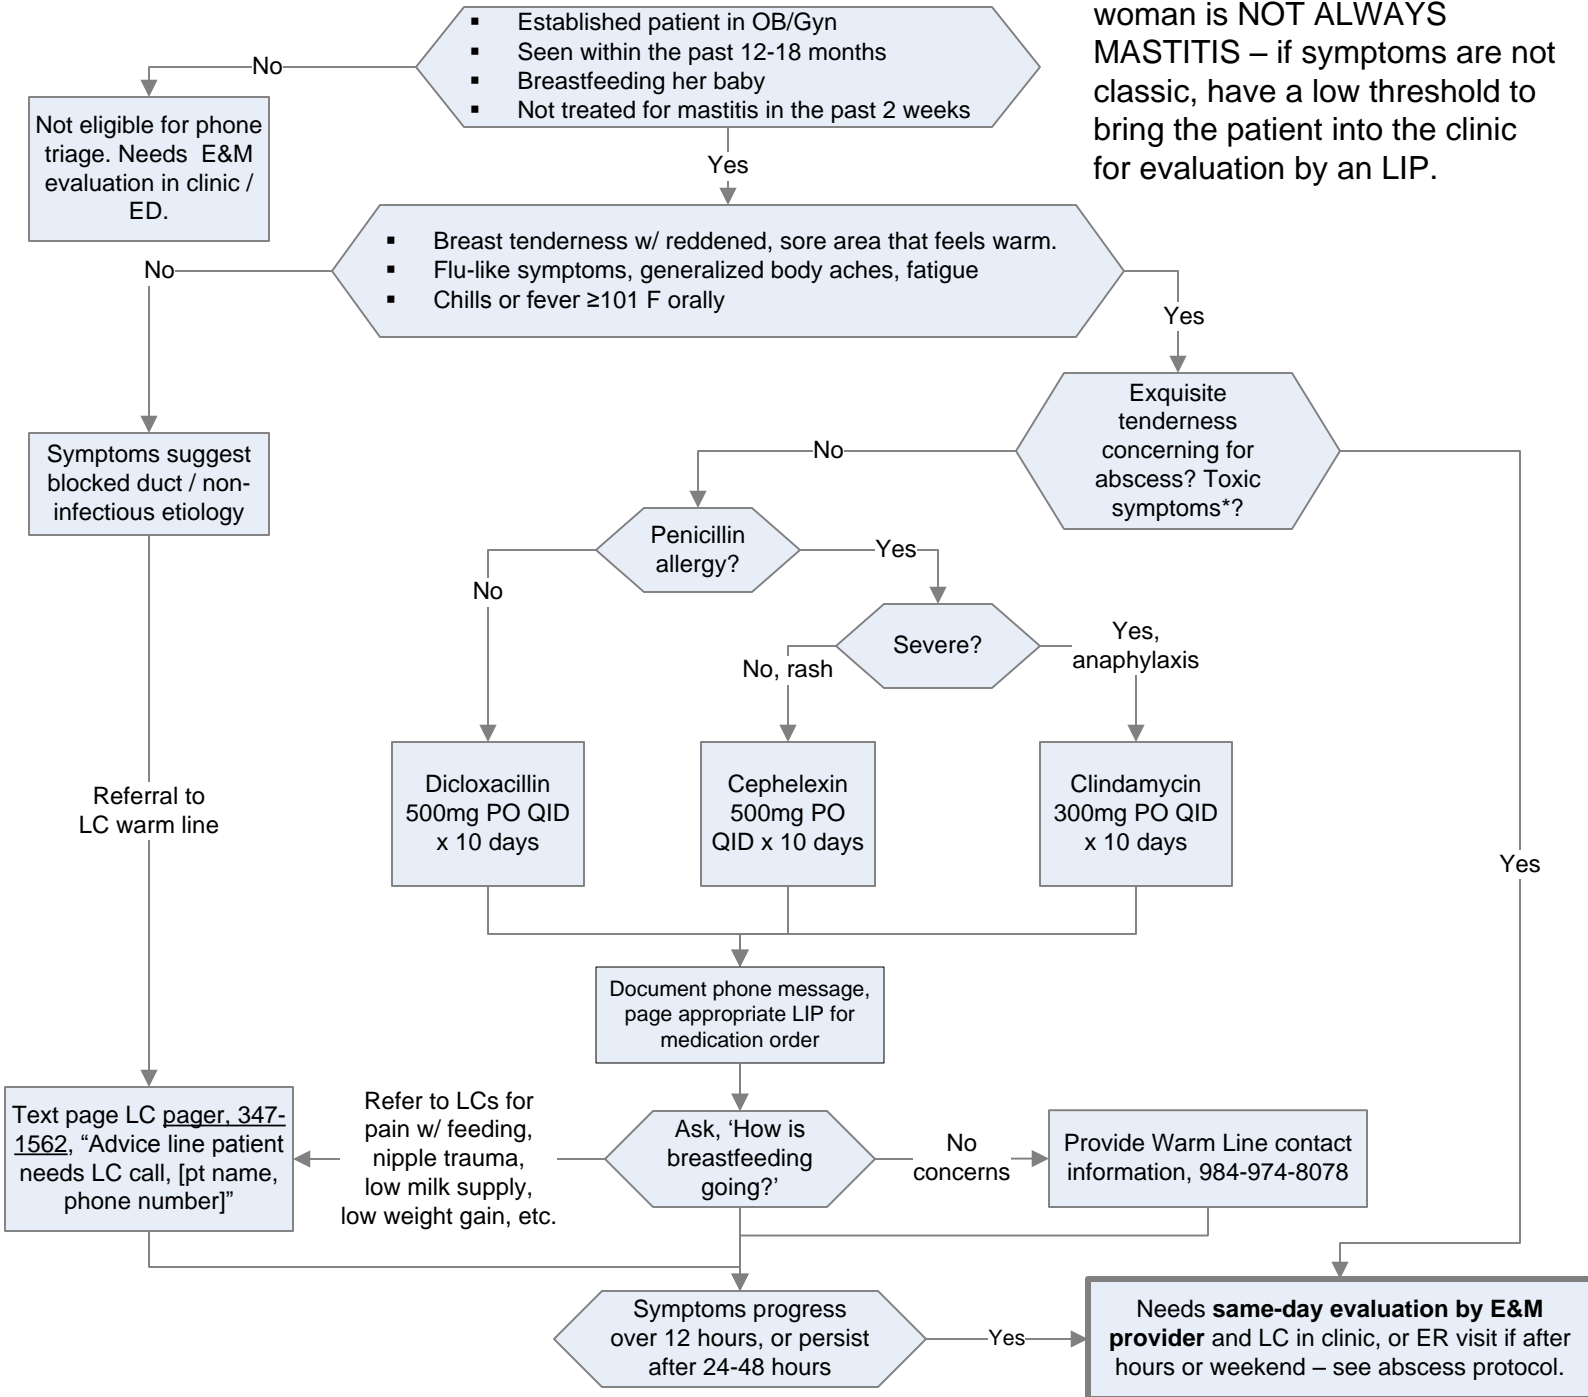 woman is NOT ALWAYS
MASTITIS – if symptoms are not
classic, have a low threshold to
bring the patient into the clinic
for evaluation by an LIP.
▪ Established patient in OB/Gyn
▪ Seen within the past 12-18 months
▪ Breastfeeding her baby
▪ Not treated for mastitis in the past 2 weeks
No
Not eligible for phone
triage. Needs E&M
evaluation in clinic /
ED.
Yes
▪ Breast tenderness w/ reddened, sore area that feels warm.
▪ Flu-like symptoms, generalized body aches, fatigue
▪ Chills or fever ≥101 F orally
No
Yes
Symptoms suggest
blocked duct / non-
infectious etiology
Exquisite
tenderness
concerning for
abscess? Toxic
symptoms*?
No
Penicillin
allergy?
No
Yes
Severe?
No, rash
Yes,
anaphylaxis
Dicloxacillin
500mg PO QID
x 10 days
Cephelexin
500mg PO
QID x 10 days
Clindamycin
300mg PO QID
x 10 days
Referral to
LC warm line
Yes
Document phone message,
page appropriate LIP for
medication order
Text page LC pager, 347-
1562, “Advice line patient
needs LC call, [pt name,
phone number]”
Refer to LCs for
pain w/ feeding,
nipple trauma,
low milk supply,
low weight gain, etc.
Ask, ‘How is
breastfeeding
going?’
No
concerns
Provide Warm Line contact
information, 984-974-8078
Symptoms progress
over 12 hours, or persist
after 24-48 hours
Yes
Needs same-day evaluation by E&M
provider and LC in clinic, or ER visit if after
hours or weekend – see abscess protocol.